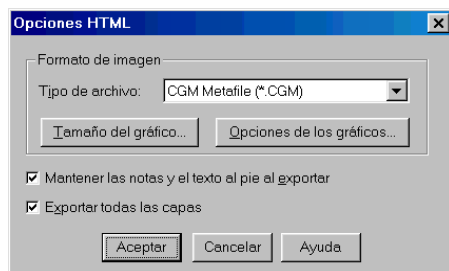 Opciones HTML
Formato de imagen
Tipo de archivo: CGM Metafile (*.CGM)
Tamaño del gráfico... Opciones de los gráficos...
Mantener las notas y el texto al pie al exportar
Exportar todas las capas
Aceptar Cancelar Ayuda